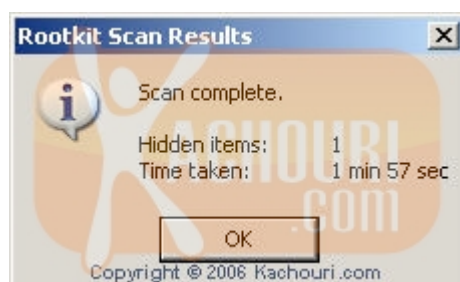 Rootkit Scan Results
Scan complete.
Hidden items: 1
Time taken: 1 min 57 sec
KACHOURI
.COM
OK
Copyright © 2006 Kachouri.com